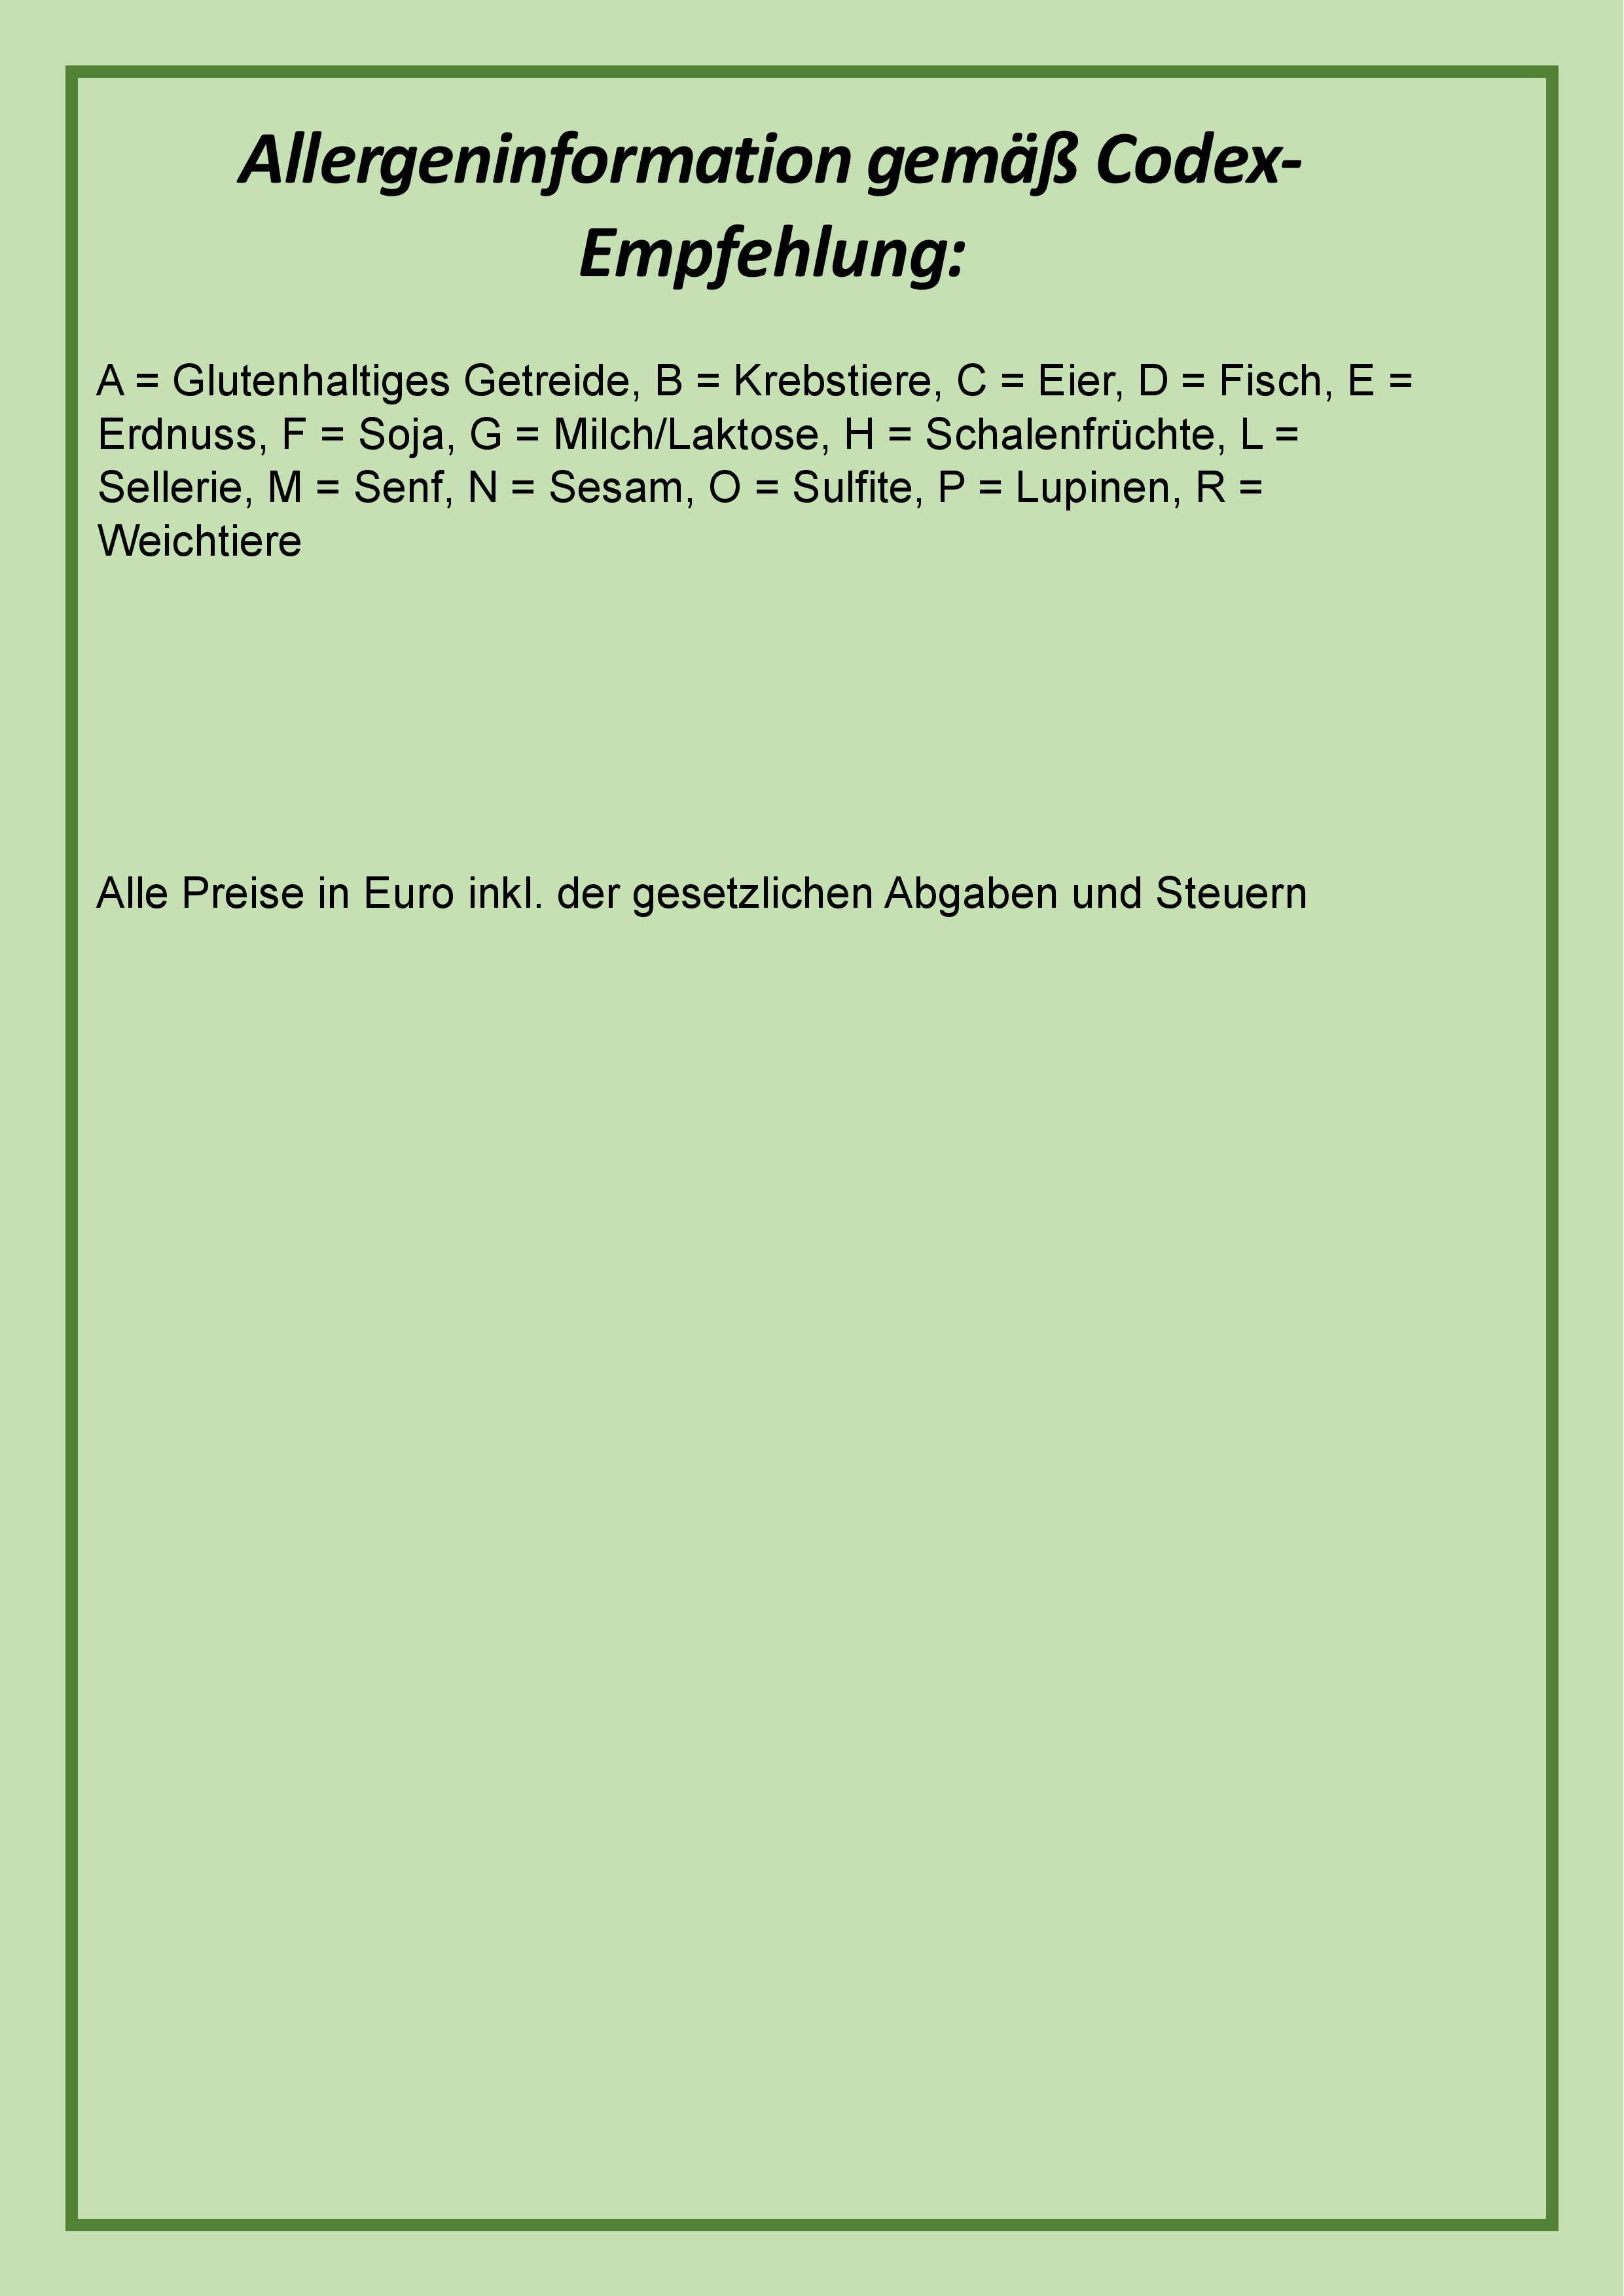 Allergeninformation gemäß Codex-
Empfehlung:
A = Glutenhaltiges Getreide, B = Krebstiere, C = Eier, D = Fisch, E =
Erdnuss, F = Soja, G = Milch/Laktose, H = Schalenfrüchte, L =
Sellerie, M = Senf, N = Sesam, O = Sulfite, P = Lupinen, R =
Weichtiere
Alle Preise in Euro inkl. der gesetzlichen Abgaben und Steuern